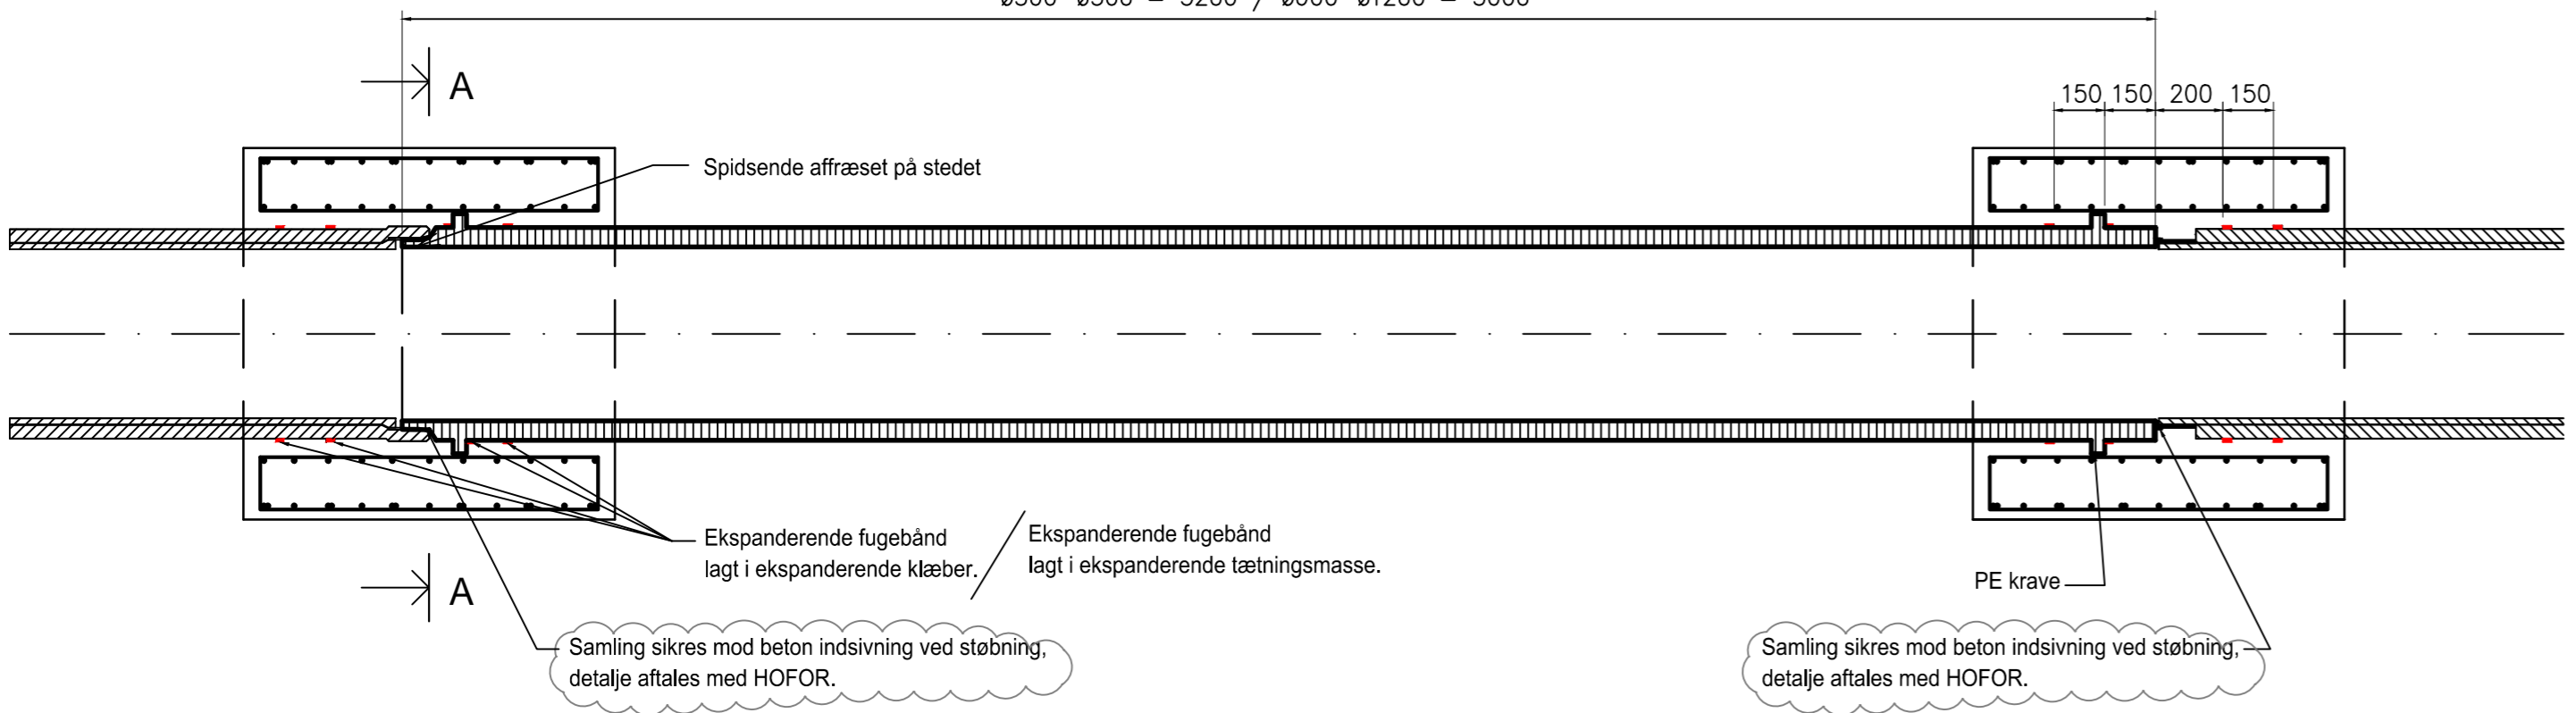 A
150 150 200 150
Spidsende affræset på stedet
Ekspanderende fugebånd
lagt i ekspanderende klæber.
Ekspanderende fugebånd
lagt i ekspanderende tætningsmasse.
PE krave
A
Samling sikres mod beton indsivning ved støbning,
detalje aftales med HOFOR.
Samling sikres mod beton indsivning ved støbning,
detalje aftales med HOFOR.